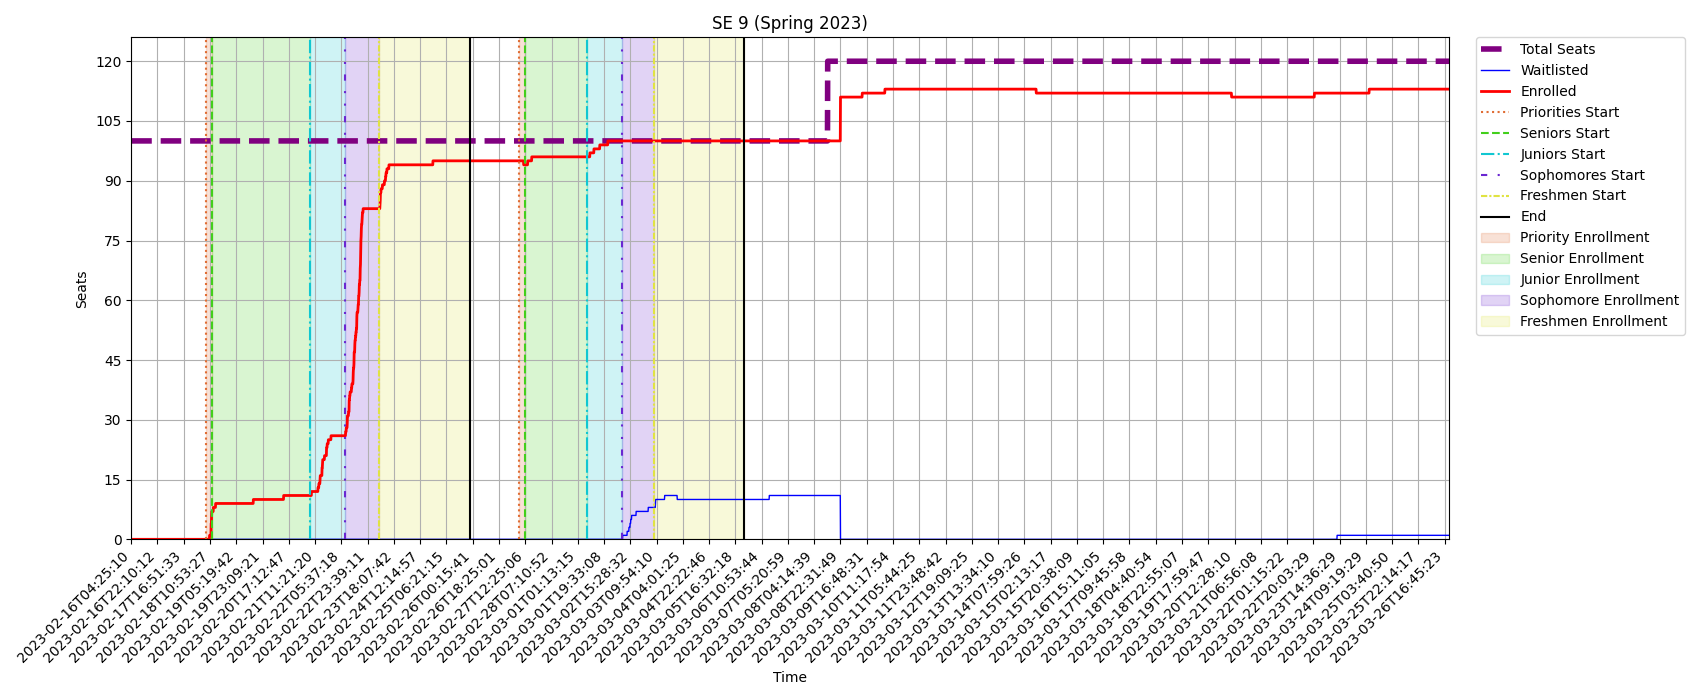 SE 9 (Spring 2023)
Seats
120
105
90
75
60
45
30
15
0
2023-02-16T04:25:10
2023-02-16T22:10:12
2023-02-17T16:51:33
2023-02-18T10:53:27
2023-02-19T05:19:42
2023-02-19T23:09:21
2023-02-20T17:12:47
2023-02-21T11:21:20
2023-02-22T05:37:18
2023-02-22T23:39:11
2023-02-23T18:07:42
2023-02-24T12:14:57
2023-02-25T06:21:15
2023-02-26T00:15:41
2023-02-26T18:25:01
2023-02-27T12:25:06
2023-02-28T07:10:52
2023-03-01T01:13:15
2023-03-01T19:33:08
2023-03-02T15:28:32
2023-03-03T09:54:10
2023-03-04T04:01:25
2023-03-04T22:22:46
2023-03-05T16:32:18
2023-03-06T10:53:44
2023-03-07T05:20:59
2023-03-08T04:14:39
2023-03-08T22:31:49
2023-03-09T16:48:31
2023-03-10T11:17:54
2023-03-11T05:44:25
2023-03-11T23:48:42
2023-03-12T19:09:25
2023-03-13T13:34:10
2023-03-14T07:59:26
2023-03-15T02:13:17
2023-03-15T20:38:09
2023-03-16T15:11:05
2023-03-17T09:45:58
2023-03-18T04:40:54
2023-03-18T22:55:07
2023-03-19T17:59:47
2023-03-20T12:28:10
2023-03-21T06:56:08
2023-03-22T01:15:22
2023-03-22T20:03:29
2023-03-23T14:36:29
2023-03-24T09:19:29
2023-03-25T03:40:50
2023-03-25T22:14:17
2023-03-26T16:45:23
Time
Total Seats
Waitlisted
Enrolled
Priorities Start
Seniors Start
Juniors Start
Sophomores Start
Freshmen Start
End
Priority Enrollment
Senior Enrollment
Junior Enrollment
Sophomore Enrollment
Freshmen Enrollment